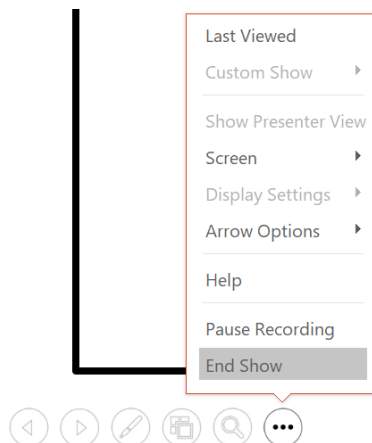 Last Viewed
Custom Show
Show Presenter View
Screen
Display Settings
Arrow Options
Help
Pause Recording
End Show